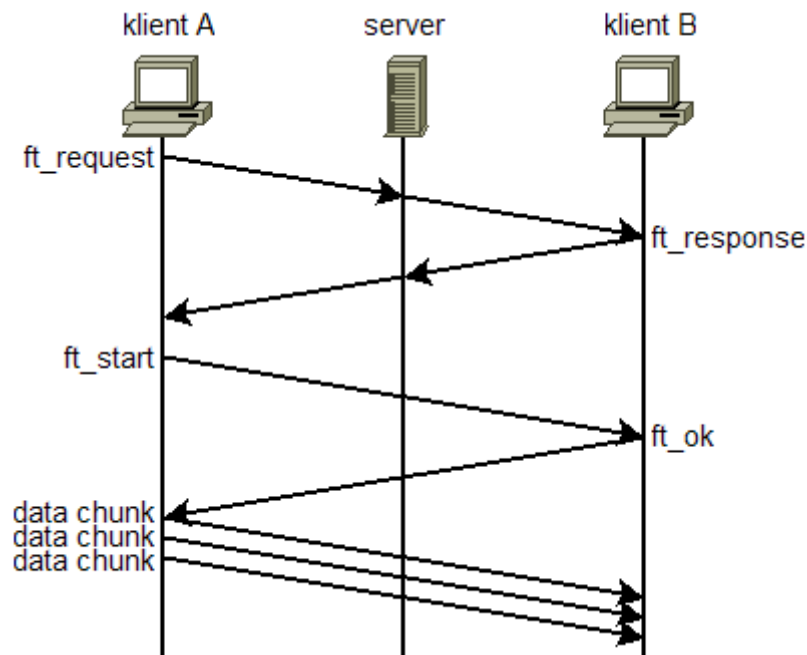 klient A
server
klient B
ft_request
ft_response
ft_start
ft_ok
data chunk
data chunk
data chunk